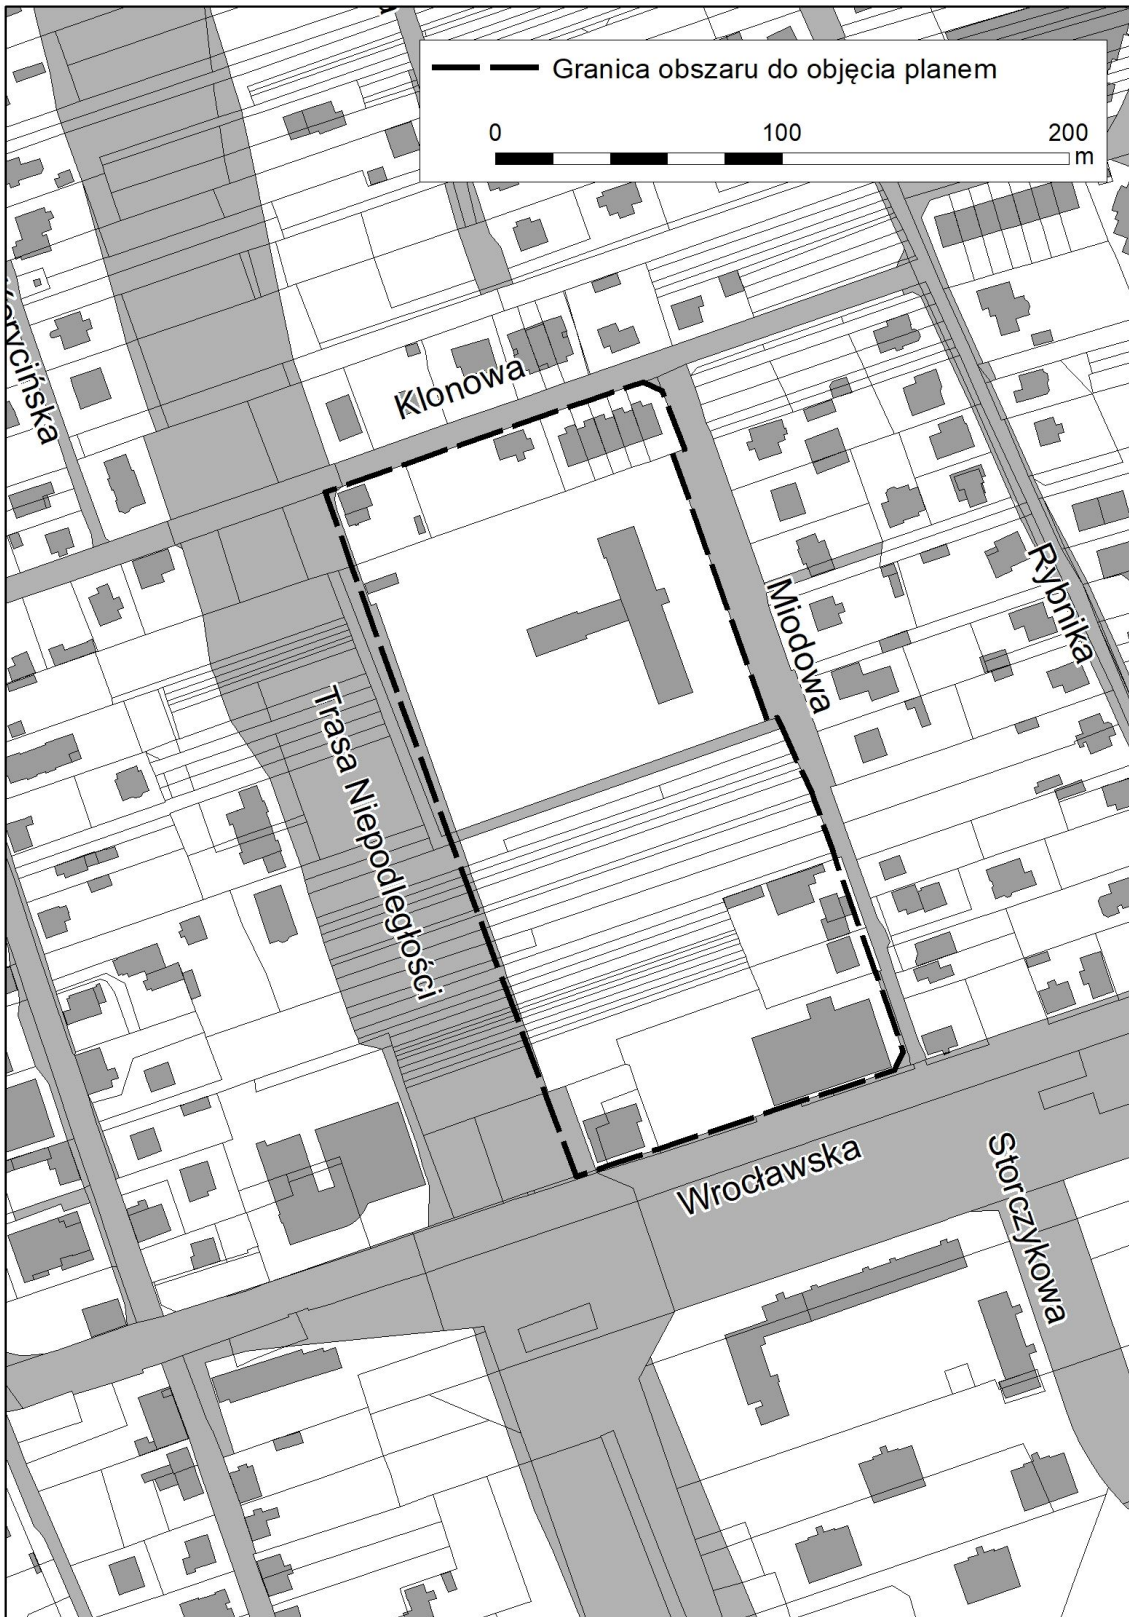 Granica obszaru do objęcia planem
0 100 200
m
Klonowa
Miodowa
Rybnika
Trasa Niepodległości
Wrocławska
Storczykowa